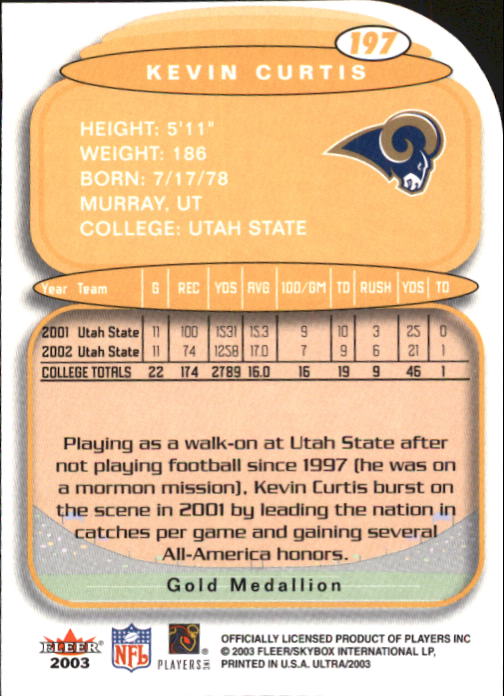 197
KEVIN CURTIS
HEIGHT: 5'11"
WEIGHT: 186
BORN: 7/17/78
MURRAY, UT
COLLEGE: UTAH STATE
Year Team G REC YDS AVG 100/GM TD RUSH YDS TD
2001 Utah State 11 100 1531 15.3 9 10 3 25 0
2002 Utah State 11 74 1258 17.0 7 9 6 21 1
COLLEGE TOTALS 22 174 2789 16.0 16 19 9 46 1
Playing as a walk-on at Utah State after
not playing football since 1997 (he was on
a mormon mission), Kevin Curtis burst on
the scene in 2001 by leading the nation in
catches per game and gaining several
All-America honors.
Gold Medallion
FLEER
2003
NFL
PLAYERS INC
OFFICIALLY LICENSED PRODUCT OF PLAYERS INC
© 2003 FLEER/SKYBOX INTERNATIONAL LP,
PRINTED IN U.S.A. ULTRA/2003